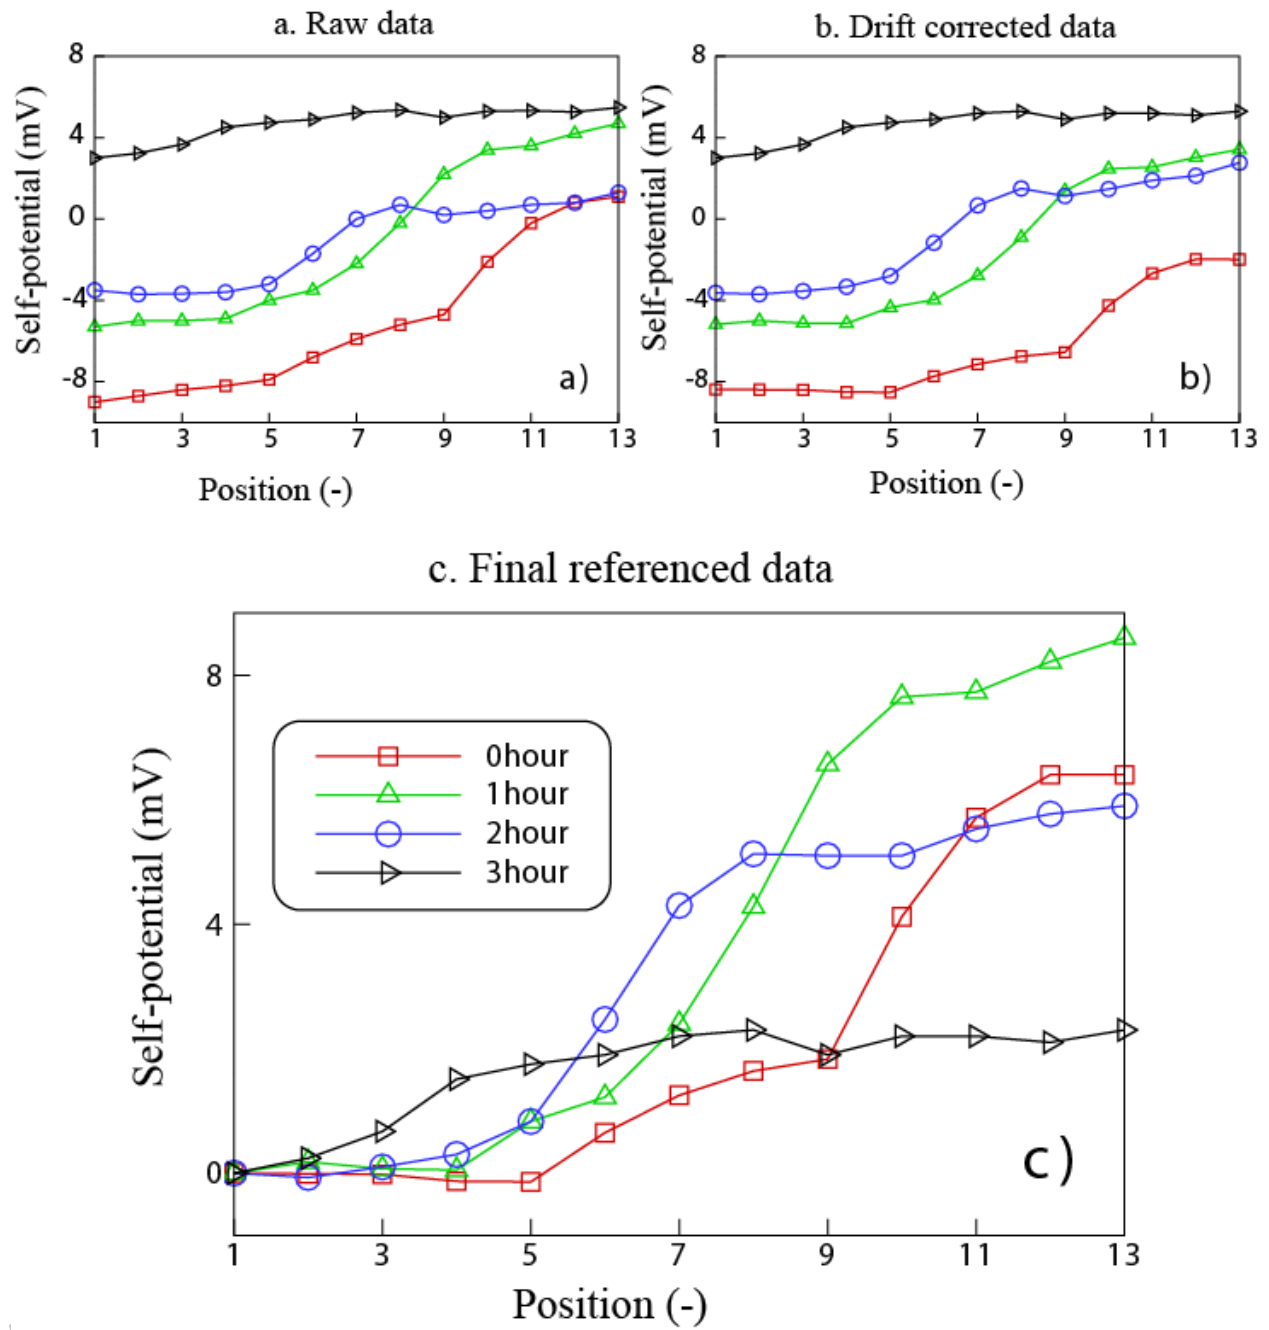 a. Raw data
8
4
0
-4
-8
Self-potential (mV)
a)
1 3 5 7 9 11 13
Position (-)
b. Drift corrected data
8
4
0
-4
-8
Self-potential (mV)
b)
1 3 5 7 9 11 13
Position (-)
c. Final referenced data
8
4
0
Self-potential (mV)
0hour
1hour
2hour
3hour
c)
1 3 5 7 9 11 13
Position (-)